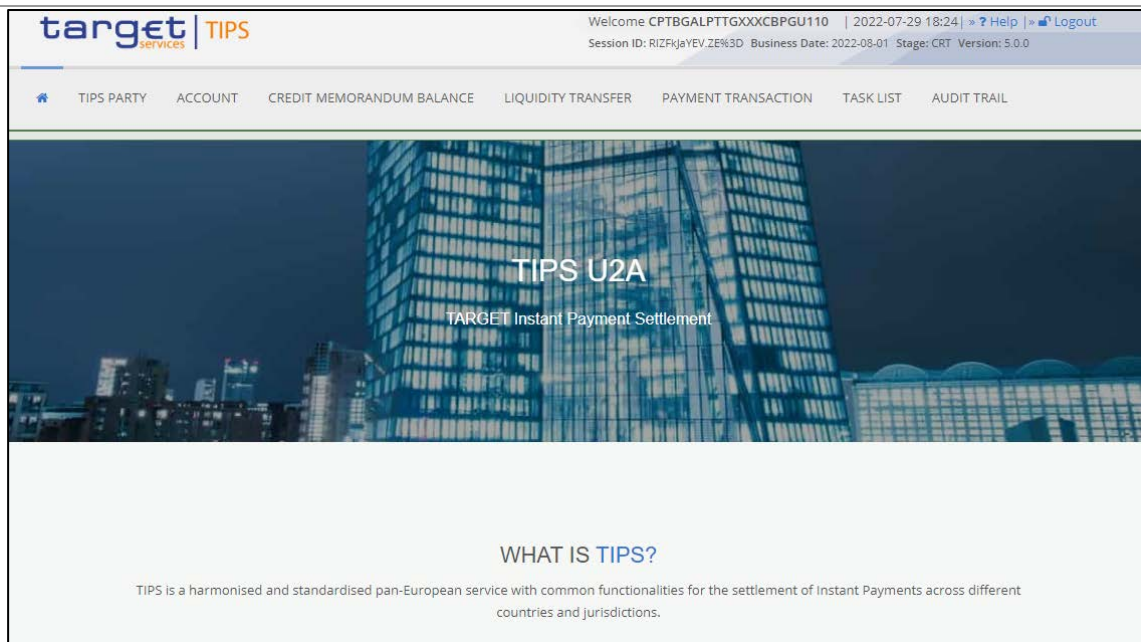 target services | TIPS
Welcome CPTBGALPTTGXXXCBPGU110 | 2022-07-29 18:24| » ? Help |» Logout
Session ID: RIZFkJaYEV.ZE%3D Business Date: 2022-08-01 Stage: CRT Version: 5.0.0
TIPS PARTY ACCOUNT CREDIT MEMORANDUM BALANCE LIQUIDITY TRANSFER PAYMENT TRANSACTION TASK LIST AUDIT TRAIL
TIPS U2A
TARGET Instant Payment Settlement
WHAT IS TIPS?
TIPS is a harmonised and standardised pan-European service with common functionalities for the settlement of Instant Payments across different
countries and jurisdictions.